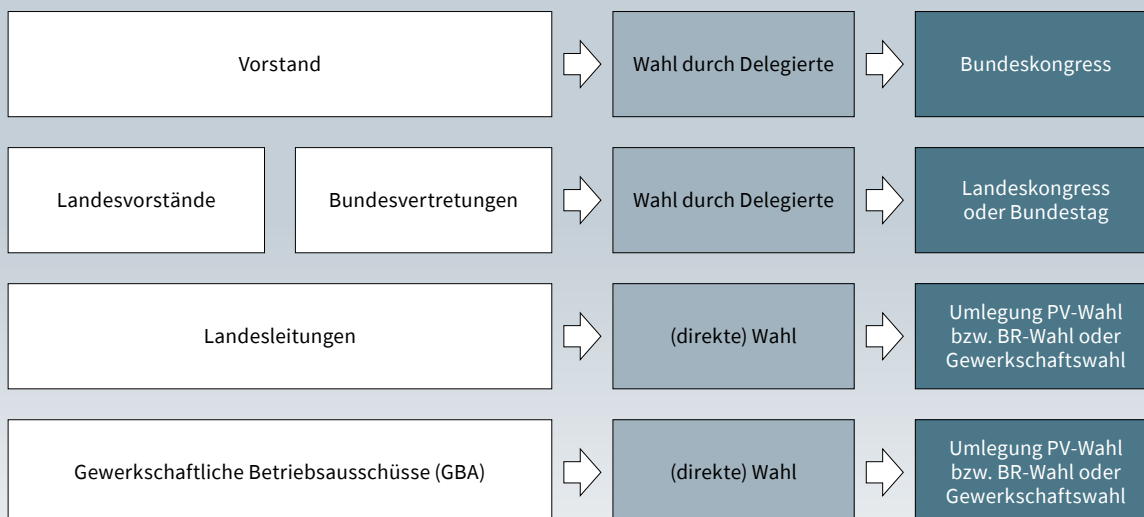 Vorstand
Wahl durch Delegierte
Bundeskongress
Landesvorstände
Bundesvertretungen
Wahl durch Delegierte
Landeskongress
oder Bundestag
Landesleitungen
(direkte) Wahl
Umlegung PV-Wahl
bzw. BR-Wahl oder
Gewerkschaftswahl
Gewerkschaftliche Betriebsausschüsse (GBA)
(direkte) Wahl
Umlegung PV-Wahl
bzw. BR-Wahl oder
Gewerkschaftswahl